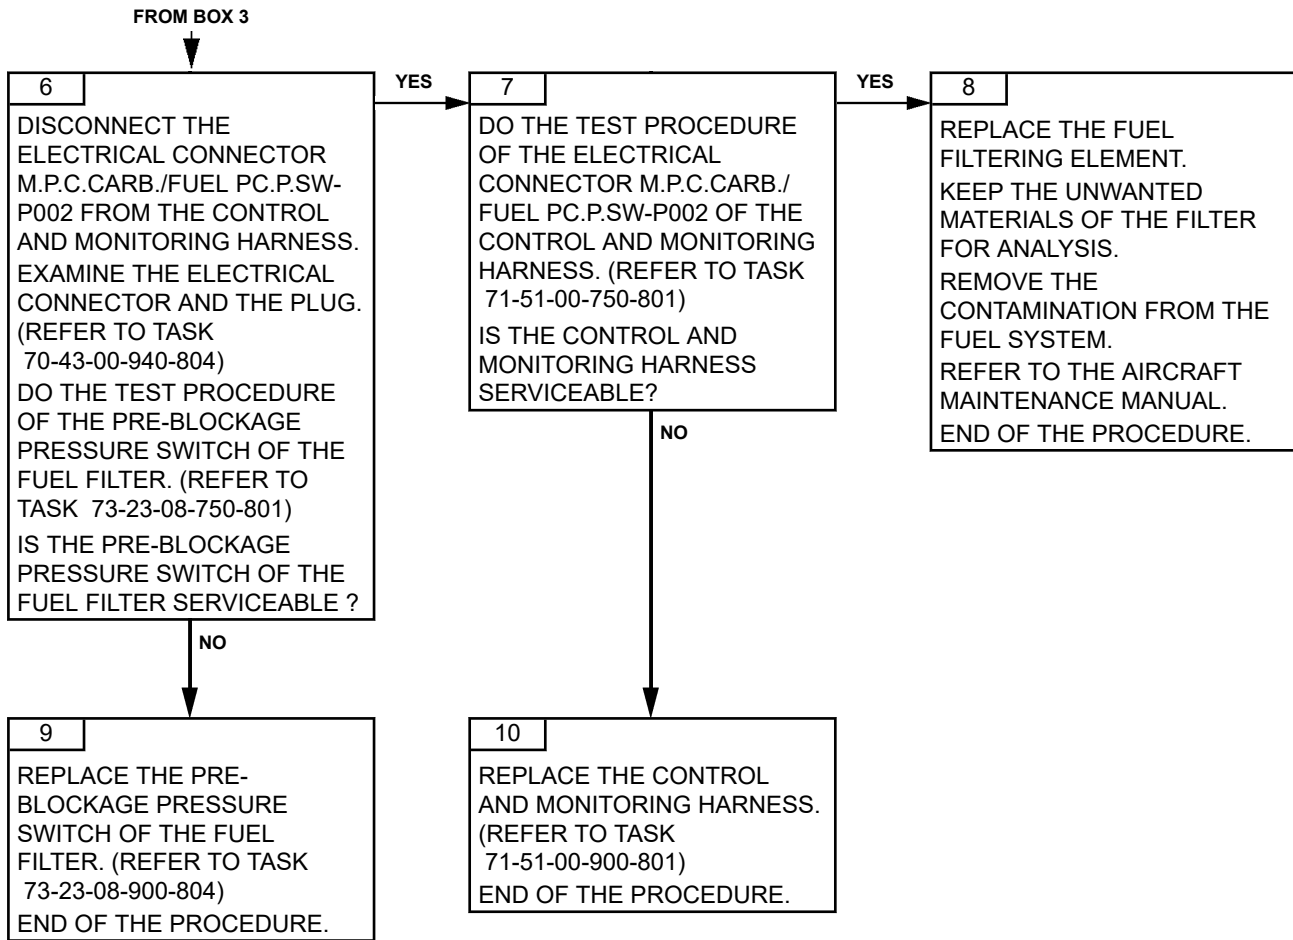 FROM BOX 3
6
DISCONNECT THE
ELECTRICAL CONNECTOR
M.P.C.CARB./FUEL PC.P.SW-
P002 FROM THE CONTROL
AND MONITORING HARNESS.
EXAMINE THE ELECTRICAL
CONNECTOR AND THE PLUG.
(REFER TO TASK
70-43-00-940-804)
DO THE TEST PROCEDURE
OF THE PRE-BLOCKAGE
PRESSURE SWITCH OF THE
FUEL FILTER. (REFER TO
TASK 73-23-08-750-801)
IS THE PRE-BLOCKAGE
PRESSURE SWITCH OF THE
FUEL FILTER SERVICEABLE ?
YES
7
DO THE TEST PROCEDURE
OF THE ELECTRICAL
CONNECTOR M.P.C.CARB./
FUEL PC.P.SW-P002 OF THE
CONTROL AND MONITORING
HARNESS. (REFER TO TASK
71-51-00-750-801)
IS THE CONTROL AND
MONITORING HARNESS
SERVICEABLE?
YES
8
REPLACE THE FUEL
FILTERING ELEMENT.
KEEP THE UNWANTED
MATERIALS OF THE FILTER
FOR ANALYSIS.
REMOVE THE
CONTAMINATION FROM THE
FUEL SYSTEM.
REFER TO THE AIRCRAFT
MAINTENANCE MANUAL.
END OF THE PROCEDURE.
NO
9
REPLACE THE PRE-
BLOCKAGE PRESSURE
SWITCH OF THE FUEL
FILTER. (REFER TO TASK
73-23-08-900-804)
END OF THE PROCEDURE.
NO
10
REPLACE THE CONTROL
AND MONITORING HARNESS.
(REFER TO TASK
71-51-00-900-801)
END OF THE PROCEDURE.